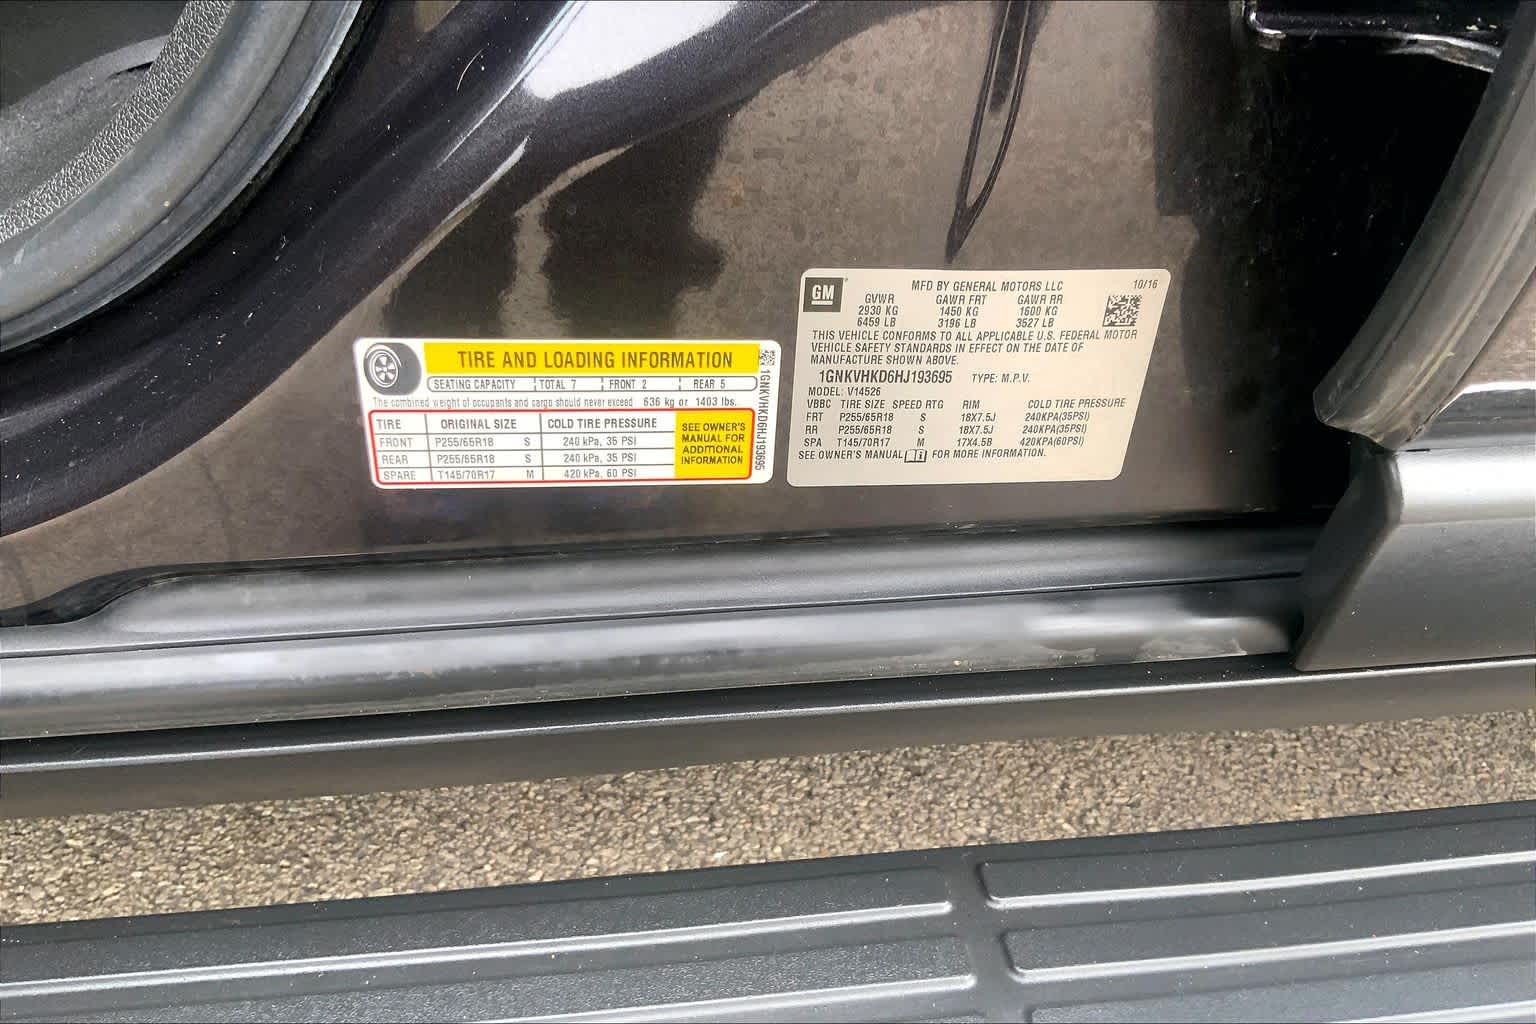 TIRE AND LOADING INFORMATION
SEATING CAPACITY TOTAL 7 FRONT 2 REAR 5
The combined weight of occupants and cargo should never exceed 636 kg or 1403 lbs.
TIRE ORIGINAL SIZE COLD TIRE PRESSURE
FRONT P255/65R18 S 240 kPa, 35 PSI
REAR P255/65R18 S 240 kPa, 35 PSI
SPARE T145/70R17 M 420 kPa, 60 PSI
SEE OWNER'S
MANUAL FOR
ADDITIONAL
INFORMATION
1GNKVHKD6HJ193695
GM
MFD BY GENERAL MOTORS LLC 10/16
GVWR GAWR FRT GAWR RR
2930 KG 1450 KG 1600 KG
6459 LB 3196 LB 3527 LB
THIS VEHICLE CONFORMS TO ALL APPLICABLE U.S. FEDERAL MOTOR
VEHICLE SAFETY STANDARDS IN EFFECT ON THE DATE OF
MANUFACTURE SHOWN ABOVE.
1GNKVHKD6HJ193695 TYPE: M.P.V.
MODEL: V14526
VBBC TIRE SIZE SPEED RTG RIM COLD TIRE PRESSURE
FRT P255/65R18 S 18X7.5J 240KPA(35PSI)
RR P255/65R18 S 18X7.5J 240KPA(35PSI)
SPA T145/70R17 M 17X4.5B 420KPA(60PSI)
SEE OWNER'S MANUAL FOR MORE INFORMATION.